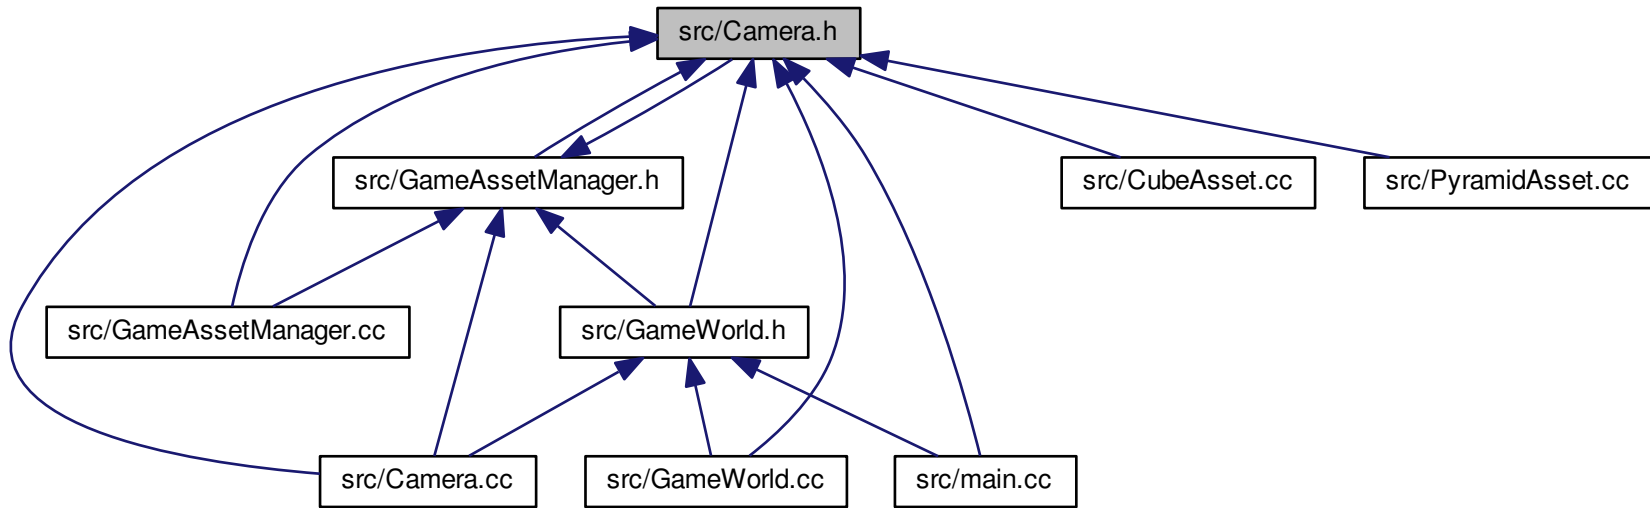 src/Camera.h
src/GameAssetManager.h
src/CubeAsset.cc
src/PyramidAsset.cc
src/GameAssetManager.cc
src/GameWorld.h
src/Camera.cc
src/GameWorld.cc
src/main.cc